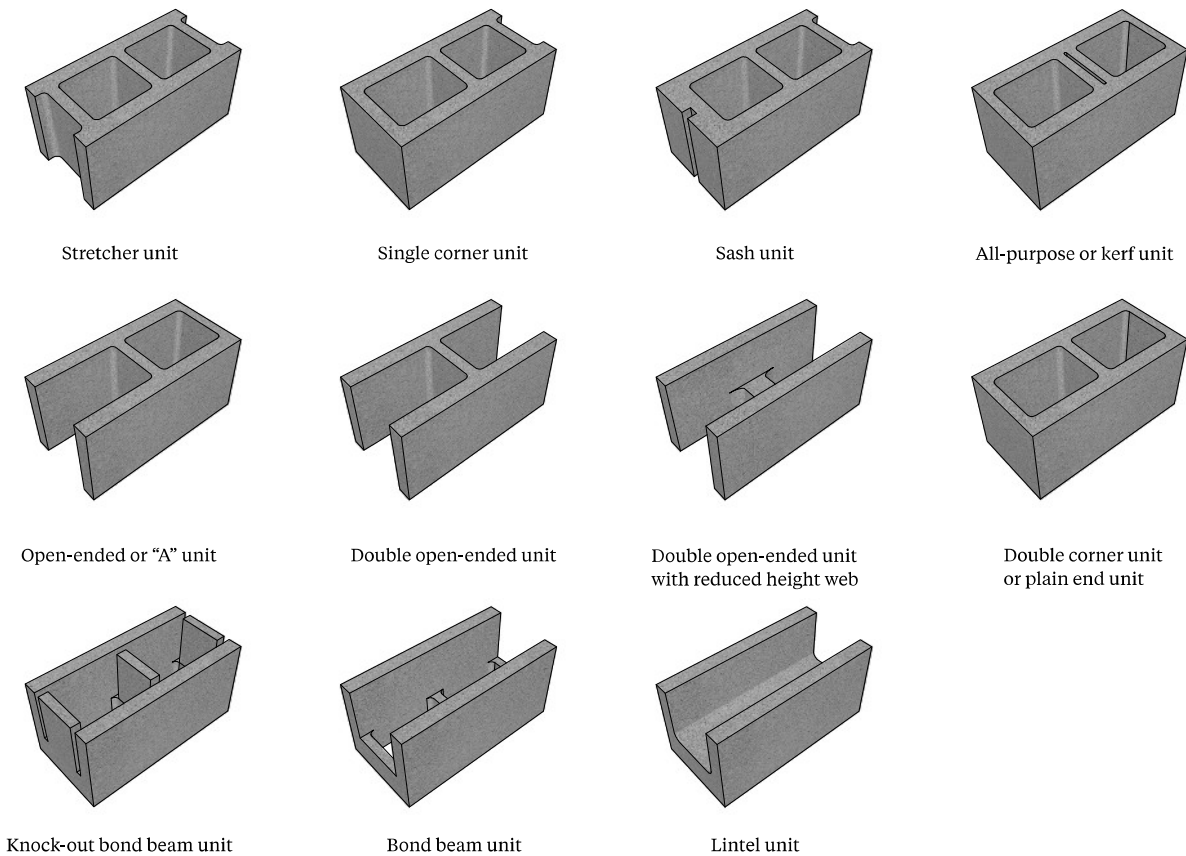 Stretcher unit
Single corner unit
Sash unit
All-purpose or kerf unit
Open-ended or “A” unit
Double open-ended unit
Double open-ended unit
with reduced height web
Double corner unit
or plain end unit
Knock-out bond beam unit
Bond beam unit
Lintel unit